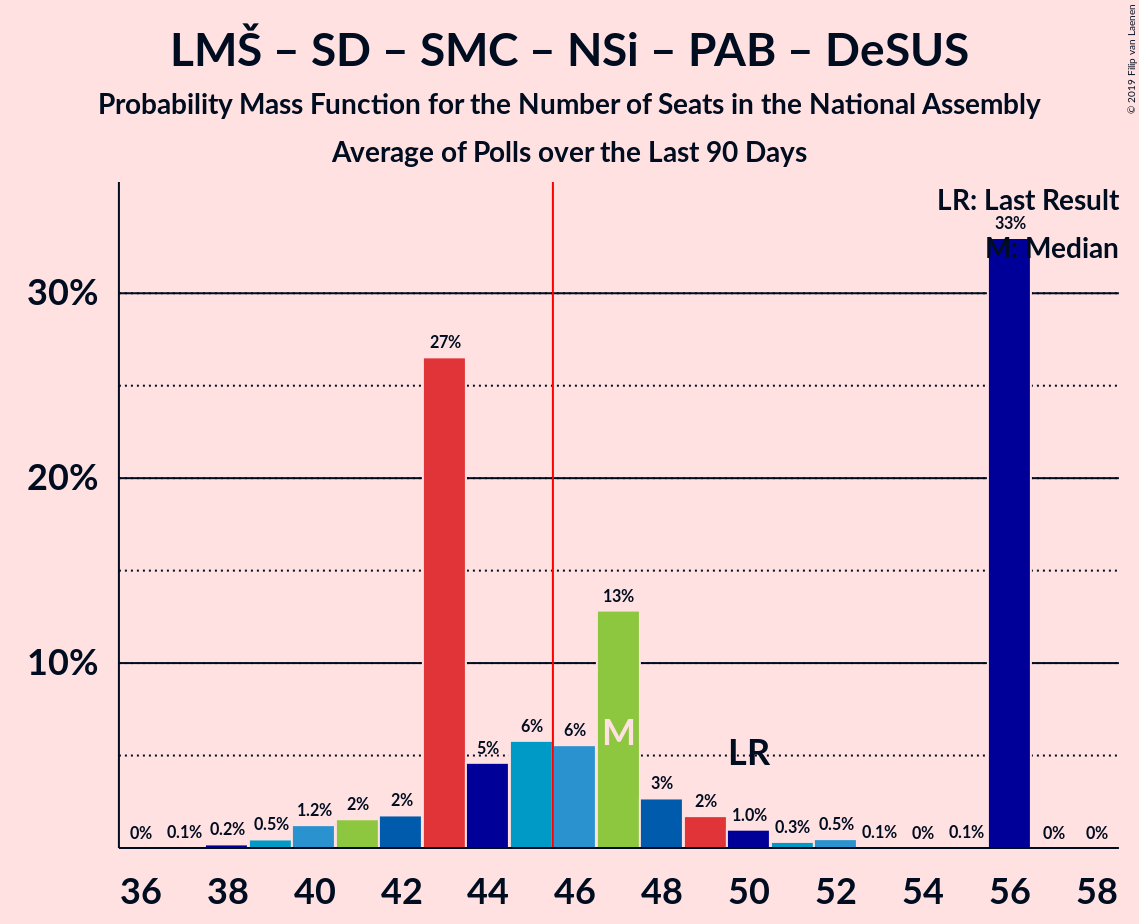 LMŠ – SD – SMC – NSi – PAB – DeSUS
Probability Mass Function for the Number of Seats in the National Assembly
Average of Polls over the Last 90 Days
© 2019 Filip van Laenen
LR: Last Result
M: Median
30%
20%
10%
0%
0.1%
0.2%
0.5%
1.2%
2%
2%
27%
5%
6%
6%
13%
3%
2%
1.0%
0.3%
0.5%
0.1%
0%
0.1%
33%
0%
0%
M
LR
36 38 40 42 44 46 48 50 52 54 56 58